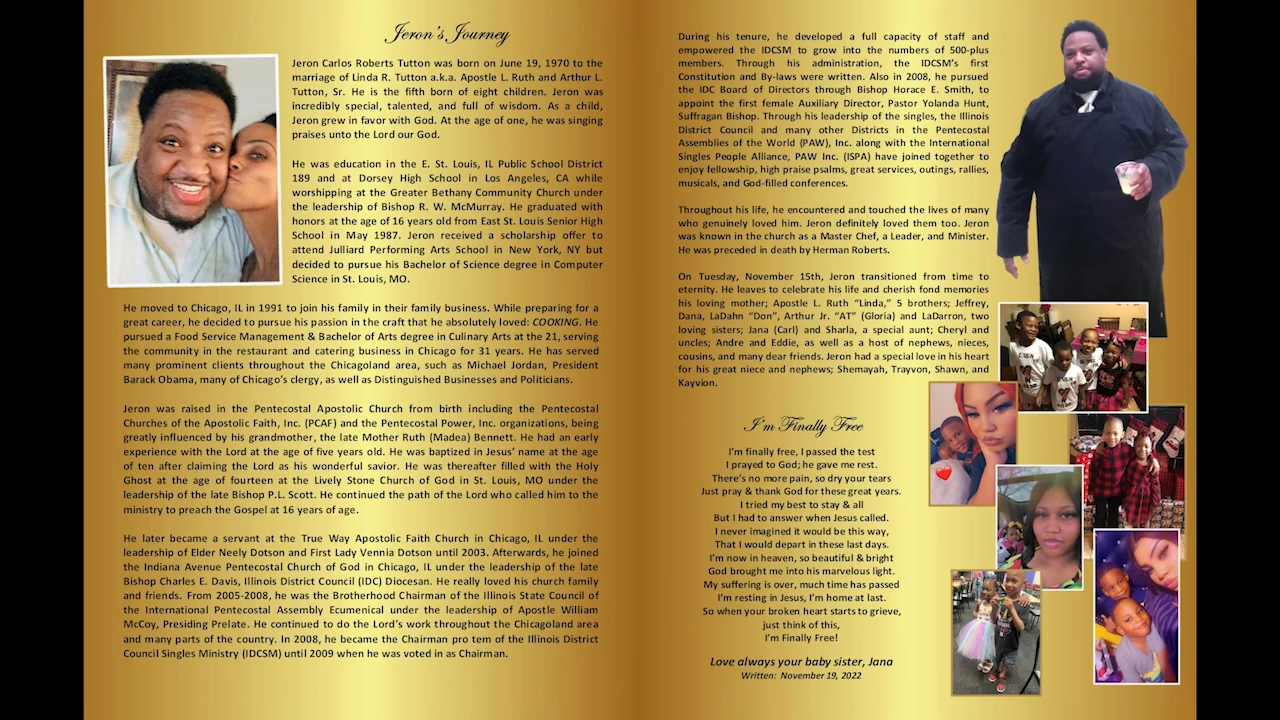 Jeron's Journey
Jeron Carlos Roberts Tutton was born on June 19, 1970 to the
marriage of Linda R. Tutton a.k.a. Apostle L. Ruth and Arthur L.
Tutton, Sr. He is the fifth born of eight children. Jeron was
incredibly special, talented, and full of wisdom. As a child,
Jeron grew in favor with God. At the age of one, he was singing
praises unto the Lord our God.
He was education in the E. St. Louis, IL Public School District
189 and at Dorsey High School in Los Angeles, CA while
worshipping at the Greater Bethany Community Church under
the leadership of Bishop R. W. McMurray. He graduated with
honors at the age of 16 years old from East St. Louis Senior High
School in May 1987. Jeron received a scholarship offer to
attend Julliard Performing Arts School in New York, NY but
decided to pursue his Bachelor of Science degree in Computer
Science in St. Louis, MO.
He moved to Chicago, IL in 1991 to join his family in their family business. While preparing for a
great career, he decided to pursue his passion in the craft that he absolutely loved: COOKING. He
pursued a Food Service Management & Bachelor of Arts degree in Culinary Arts at the 21, serving
the community in the restaurant and catering business in Chicago for 31 years. He has served
many prominent clients throughout the Chicagoland area, such as Michael Jordan, President
Barack Obama, many of Chicago's clergy, as well as Distinguished Businesses and Politicians.
Jeron was raised in the Pentecostal Apostolic Church from birth including the Pentecostal
Churches of the Apostolic Faith, Inc. (PCAF) and the Pentecostal Power, Inc. organizations, being
greatly influenced by his grandmother, the late Mother Ruth (Madea) Bennett. He had an early
experience with the Lord at the age of five years old. He was baptized in Jesus' name at the age
of ten after claiming the Lord as his wonderful savior. He was thereafter filled with the Holy
Ghost at the age of fourteen at the Lively Stone Church of God in St. Louis, MO under the
leadership of the late Bishop P.L. Scott. He continued the path of the Lord who called him to the
ministry to preach the Gospel at 16 years of age.
He later became a servant at the True Way Apostolic Faith Church in Chicago, IL under the
leadership of Elder Neely Dotson and First Lady Vennia Dotson until 2003. Afterwards, he joined
the Indiana Avenue Pentecostal Church of God in Chicago, IL under the leadership of the late
Bishop Charles E. Davis, Illinois District Council (IDC) Diocesan. He really loved his church family
and friends. From 2005-2008, he was the Brotherhood Chairman of the Illinois State Council of
the International Pentecostal Assembly Ecumenical under the leadership of Apostle William
McCoy, Presiding Prelate. He continued to do the Lord's work throughout the Chicagoland area
and many parts of the country. In 2008, he became the Chairman pro tem of the Illinois District
Council Singles Ministry (IDCSM) until 2009 when he was voted in as Chairman.
During his tenure, he developed a full capacity of staff and
empowered the IDCSM to grow into the numbers of 500-plus
members. Through his administration, the IDCSM's first
Constitution and By-laws were written. Also in 2008, he pursued
the IDC Board of Directors through Bishop Horace E. Smith, to
appoint the first female Auxiliary Director, Pastor Yolanda Hunt,
Suffragan Bishop. Through his leadership of the singles, the Illinois
District Council and many other Districts in the Pentecostal
Assemblies of the World (PAW), Inc. along with the International
Singles People Alliance, PAW Inc. (ISPA) have joined together to
enjoy fellowship, high praise psalms, great services, outings, rallies,
musicals, and God-filled conferences.
Throughout his life, he encountered and touched the lives of many
who genuinely loved him. Jeron definitely loved them too. Jeron
was known in the church as a Master Chef, a Leader, and Minister.
He was preceded in death by Herman Roberts.
On Tuesday, November 15th, Jeron transitioned from time to
eternity. He leaves to celebrate his life and cherish fond memories
his loving mother; Apostle L. Ruth "Linda," 5 brothers; Jeffrey,
Dana, LaDahn "Don", Arthur Jr. "AT" (Gloria) and LaDarron, two
loving sisters; Jana (Carl) and Sharla, a special aunt; Cheryl and
uncles; Andre and Eddie, as well as a host of nephews, nieces,
cousins, and many dear friends. Jeron had a special love in his heart
for his great niece and nephews; Shemayah, Trayvon, Shawn, and
Kayvion.
I'm Finally Free
I'm finally free, I passed the test
I prayed to God; he gave me rest.
There's no more pain, so dry your tears
Just pray & thank God for these great years.
I tried my best to stay & all
But I had to answer when Jesus called.
I never imagined it would be this way,
That I would depart in these last days.
I'm now in heaven, so beautiful & bright
God brought me into his marvelous light.
My suffering is over, much time has passed
I'm resting in Jesus, I'm home at last.
So when your broken heart starts to grieve,
just think of this,
I'm Finally Free!
Love always your baby sister, Jana
Written: November 19, 2022